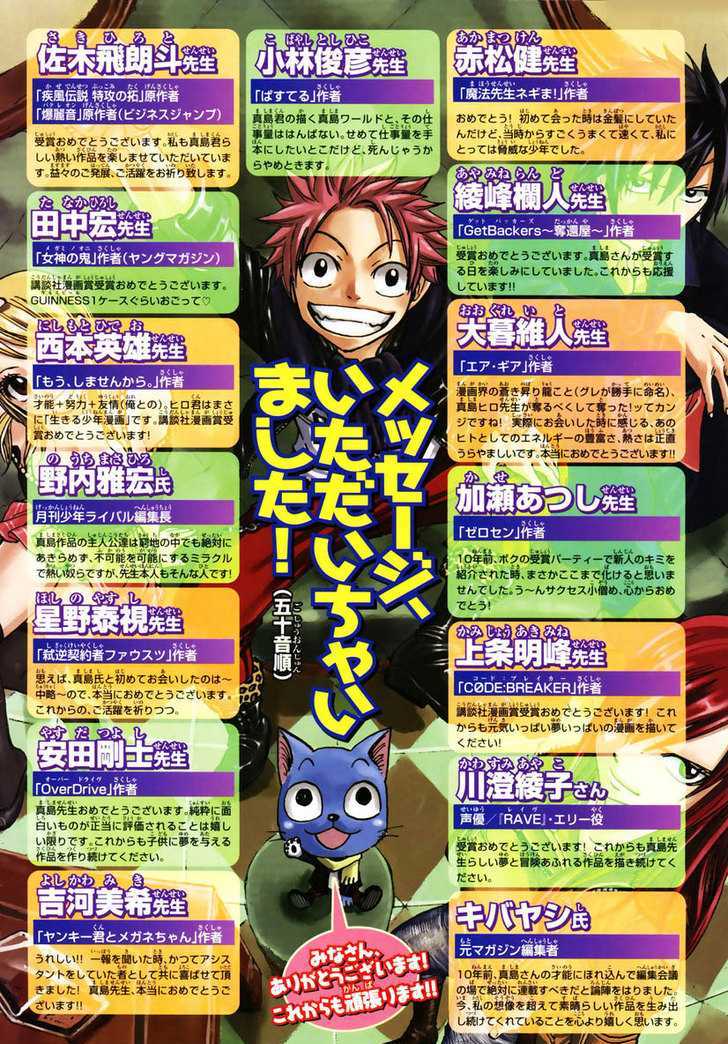 赤松健先生
「魔法先生ネギま!」作者
おめでとう! 初めて会った時は金髪にしていた
んだけど、当時からすごくうまくて速くて、私に
とっては脅威な少年でした。
綾峰欄人先生
「GetBackers～奪還屋～」作者
受賞おめでとうございます。真島さんが受賞す
る日を楽しみにしていました。これからも応援
しています!!
大暮維人先生
「エア・ギア」作者
漫画界の蒼き昇り龍こと(グレが勝手に命名)、
真島ヒロ先生が奪るべくして奪った!ってカン
ジですね! 実際にお会いした時に感じる、あの
ヒトとしてのエネルギーの豊富さ、熱さは正直
うらやましいです。本当におめでとうございます!!
加瀬あつし先生
「ゼロセン」作者
10年前、ボクの受賞パーティーで新人のキミを
紹介された時、まさかここまで化けると思いま
せんでした。う～んサクセス小僧め、心からおめ
でとう!
上条明峰先生
「CØDE:BREAKER」作者
講談社漫画賞受賞おめでとうございます! これ
からも元気いっぱい夢いっぱいの漫画を描いて
ください!
川澄綾子さん
声優/『RAVE』・エリー役
受賞おめでとうございます! これからも真島先
生らしい夢と冒険あふれる作品を描き続けてく
ださい。
キバヤシ氏
元マガジン編集者
10年前、真島さんの才能にほれ込んで編集会議
の場で絶対に連載すべきだと論陣をはりました。
今、私の想像を超えて素晴らしい作品を生み出
し続けてくれていることを心より嬉しく思います。
小林俊彦先生
「ぱすてる」作者
真島君の描く真島ワールドと、その仕
事量ははんぱない。せめて仕事量を手
本にしたいとこだけど、死んじゃうか
らやめときます。
メッセージー
いただいちゃい
ました!
(五十音順)
みなさん、
ありがとうございます!
これからも頑張ります!!
佐木飛朗斗先生
「疾風伝説 特攻の拓」原作者
「爆麗音」原作者(ビジネスジャンプ)
受賞おめでとうございます。私も真島君ら
しい熱い作品を楽しませていただいていま
す。益々のご発展、ご活躍をお祈り致します。
田中宏先生
「女神の鬼」作者(ヤングマガジン)
講談社漫画賞受賞おめでとうございます。
GUINNESS1ケースぐらいおごって♡
西本英雄先生
「もう、しませんから。」作者
才能+努力+友情(俺との)。ヒロ君はまさ
に「生きる少年漫画」です。講談社漫画賞受
賞おめでとうございます!
野内雅宏氏
月刊少年ライバル編集長
真島作品の主人公達は窮地の中でも絶対に
あきらめず、不可能を可能にするミラクル
で熱い奴らですが、先生本人もそんな方です!
星野泰視先生
「弑逆契約者ファウスツ」作者
思えば、真島氏と初めてお会いしたのは～
中略～ので、本当におめでとうございます。
これからの、ご活躍を祈りつつ。
安田剛士先生
「OverDrive」作者
真島先生おめでとうございます。純粋に面
白いものが正当に評価されることは嬉し
い限りです。これからも子供に夢を与える
作品を作り続けてください。
吉河美希先生
「ヤンキー君とメガネちゃん」作者
うれしい!! 一報を聞いた時、かつてアシス
タントをしていた者として共に喜ばせて頂
きました! 真島先生、本当におめでとうご
ざいます!!